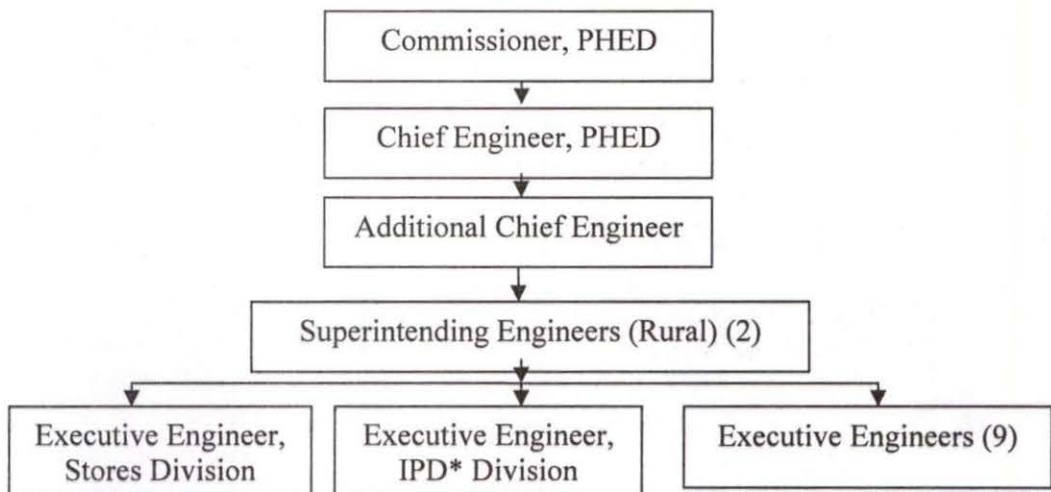 Commissioner, PHED
Chief Engineer, PHED
Additional Chief Engineer
Superintending Engineers (Rural) (2)
Executive Engineer,
Stores Division
Executive Engineer,
IPD* Division
Executive Engineers (9)